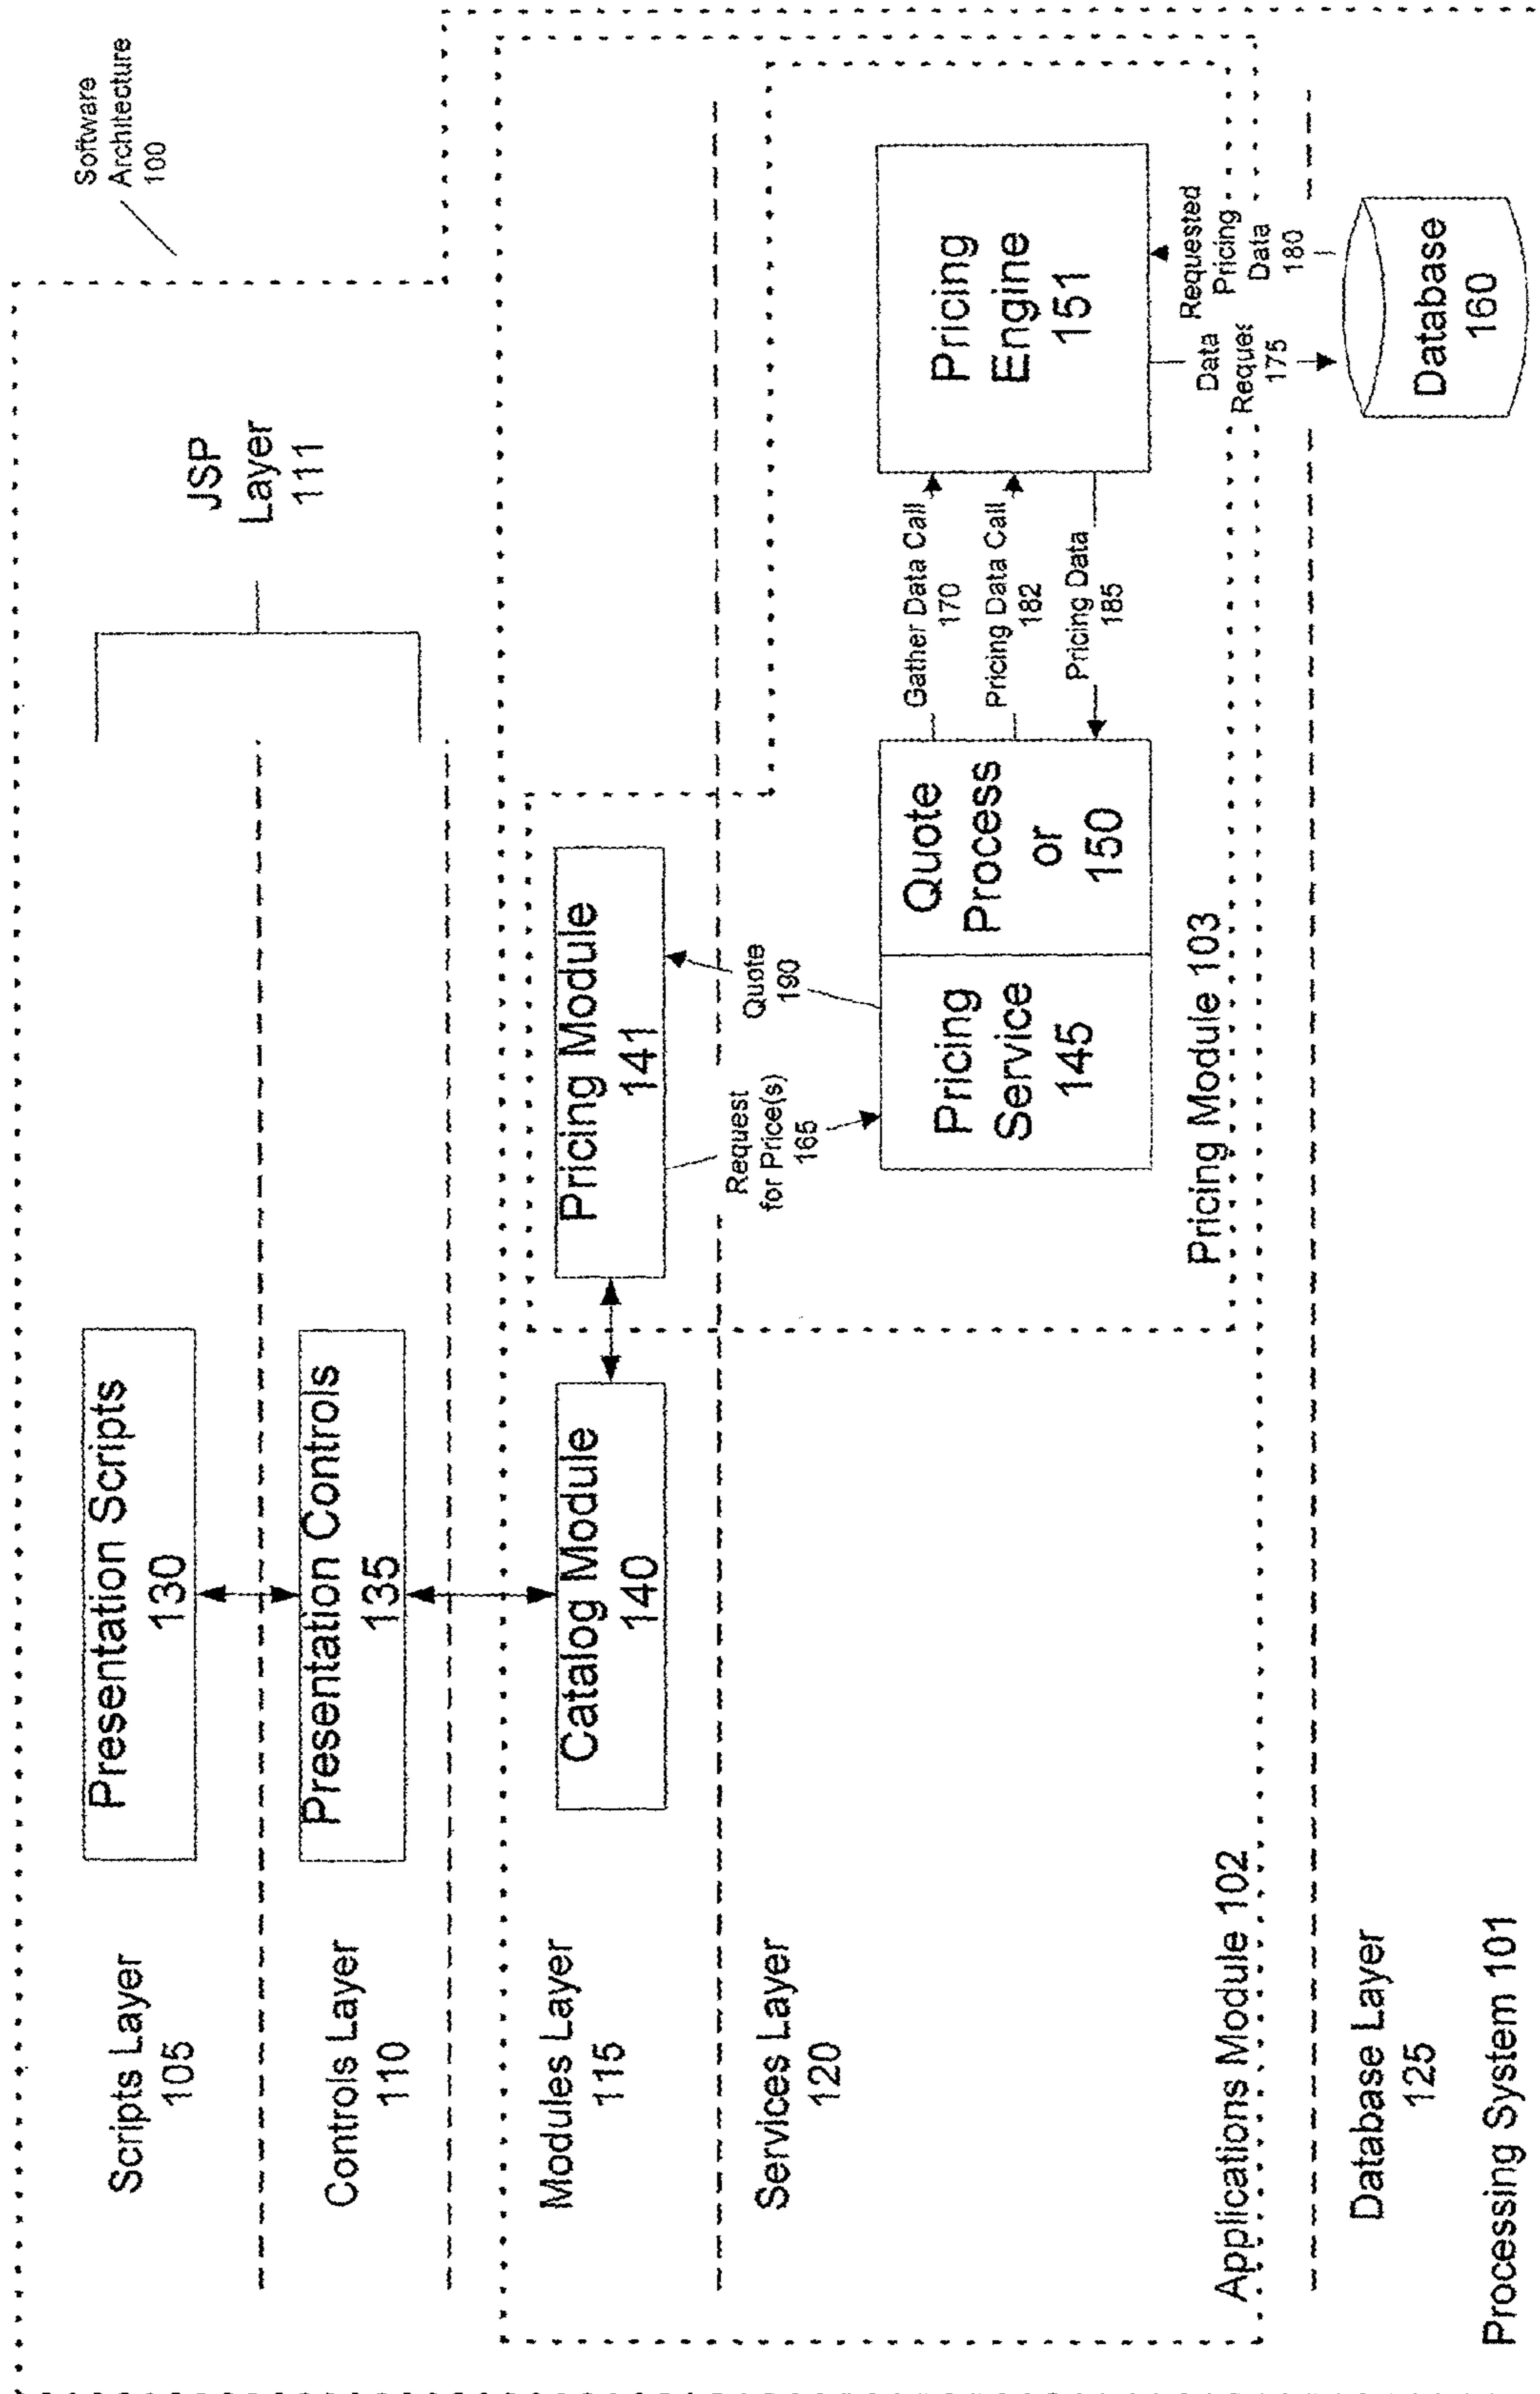 Software
Architecture
100
JSP
Layer
111
Scripts Layer
105
Presentation Scripts
130
Controls Layer
110
Presentation Controls
135
Modules Layer
115
Catalog Module
140
Pricing Module
141
Request
for Price(s)
165
Quote
190
Services Layer
120
Pricing
Service
145
Quote
Process
or
150
Gather Data Call
170
Pricing Data Call
182
Pricing Data
185
Pricing
Engine
151
Data
Reques
175
Requested
Pricing
Data
180
Pricing Module 103
Applications Module 102
Database Layer
125
Database
160
Processing System 101